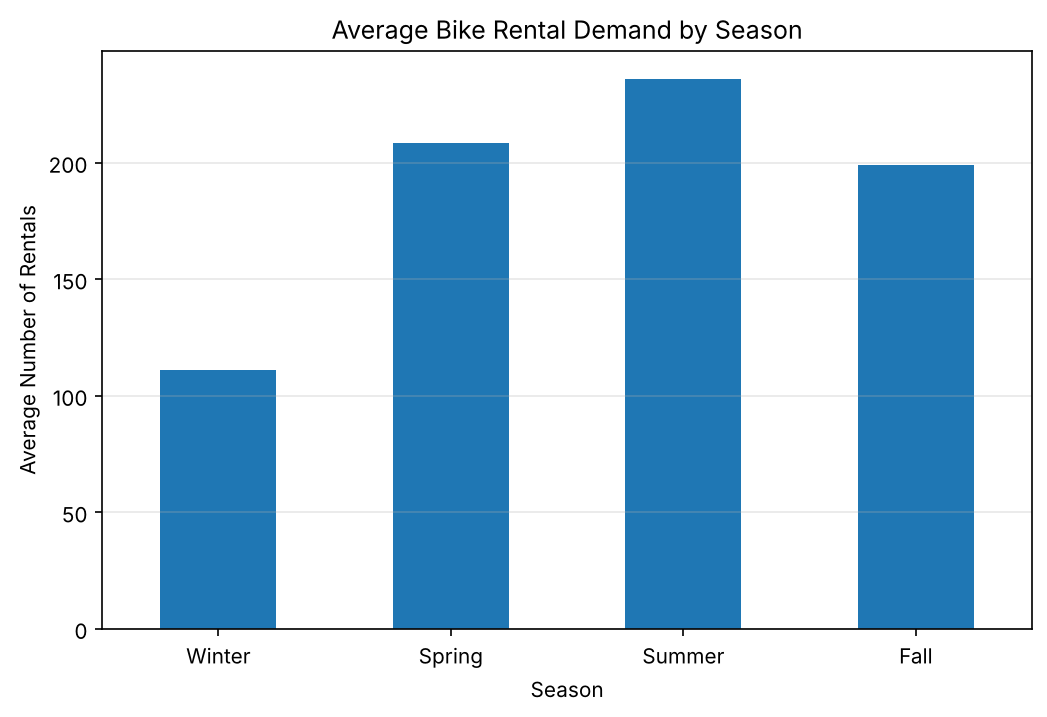 Average Bike Rental Demand by Season
Average Number of Rentals
200
150
100
50
0
Winter Spring Summer Fall
Season